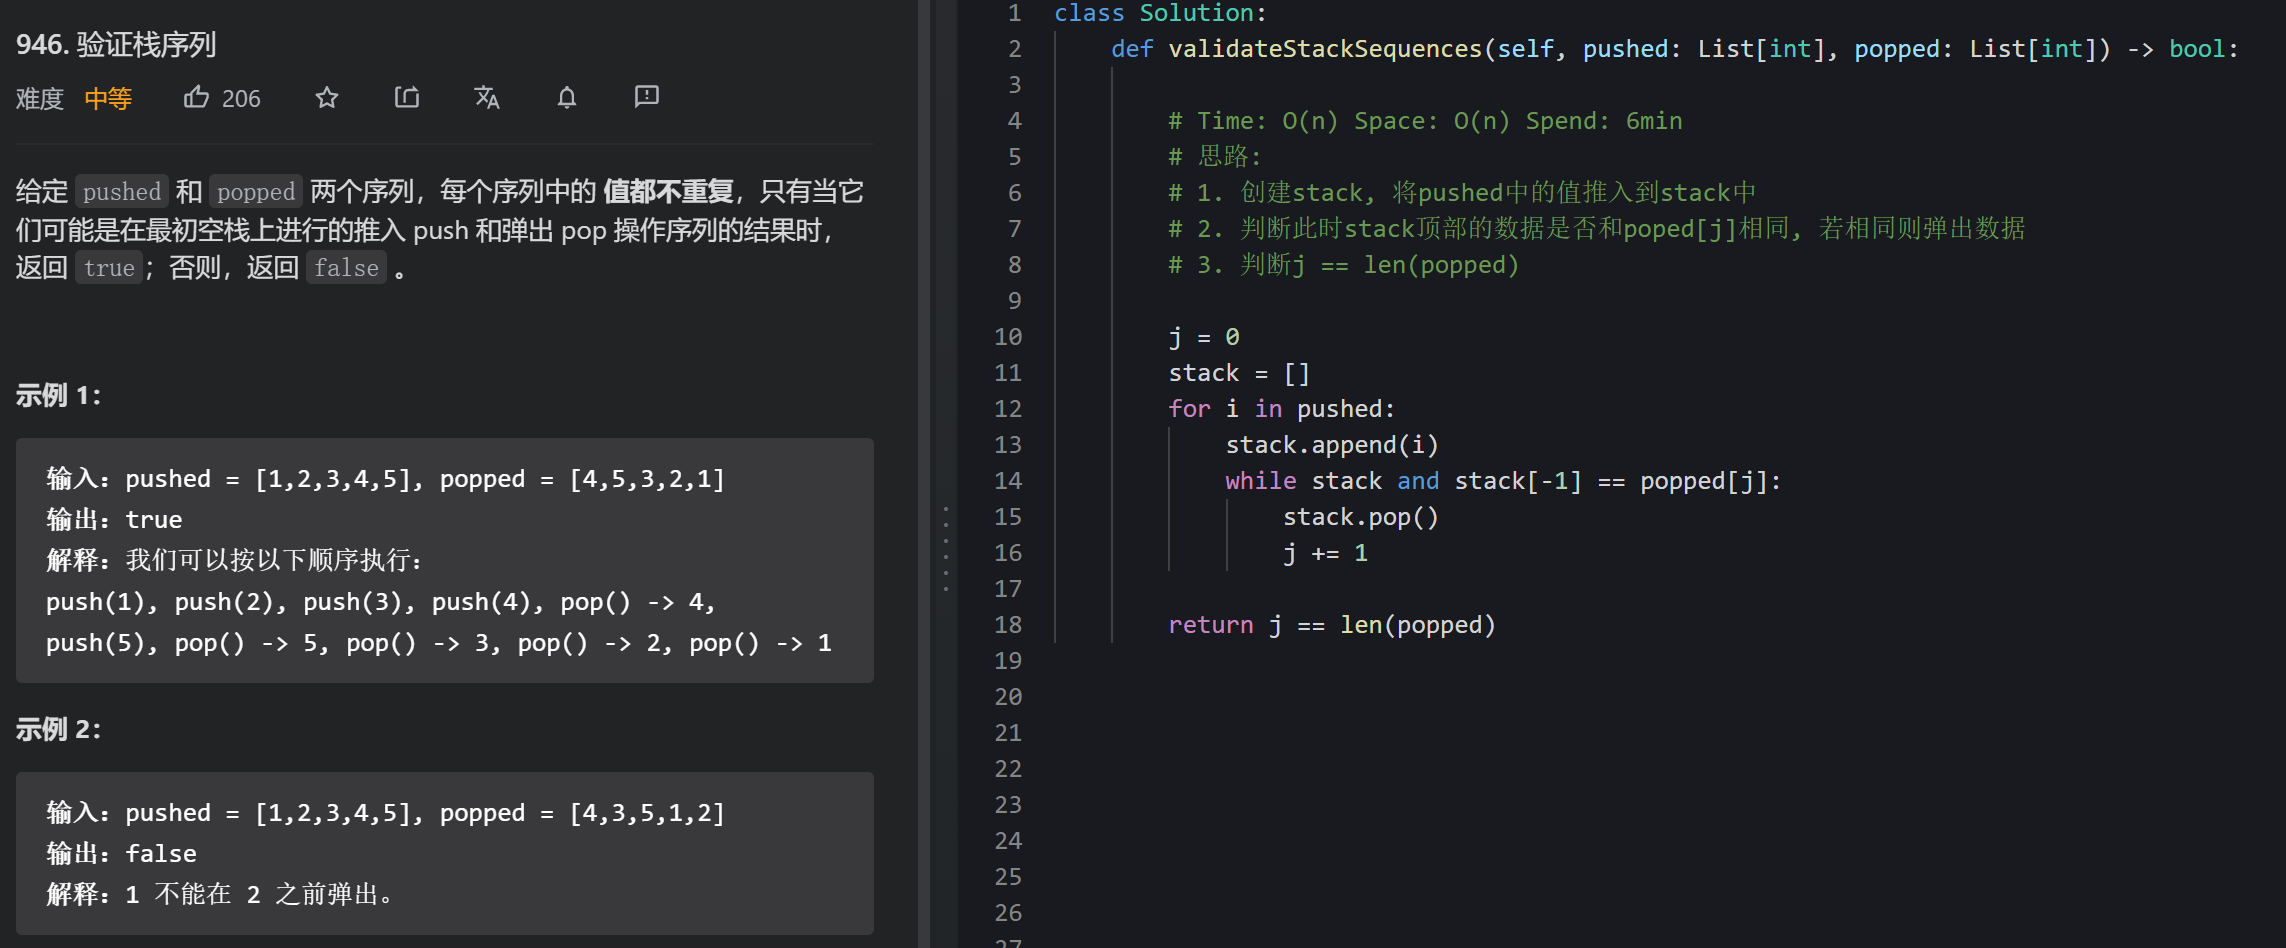 946. 验证栈序列
难度 中等 206
给定 pushed 和 popped 两个序列，每个序列中的 值都不重复，只有当它
们可能是在最初空栈上进行的推入 push 和弹出 pop 操作序列的结果时，
返回 true；否则，返回 false 。
示例 1：
输入：pushed = [1,2,3,4,5], popped = [4,5,3,2,1]
输出：true
解释：我们可以按以下顺序执行：
push(1), push(2), push(3), push(4), pop() -> 4,
push(5), pop() -> 5, pop() -> 3, pop() -> 2, pop() -> 1
示例 2：
输入：pushed = [1,2,3,4,5], popped = [4,3,5,1,2]
输出：false
解释：1 不能在 2 之前弹出。
1 class Solution:
2 def validateStackSequences(self, pushed: List[int], popped: List[int]) -> bool:
3
4 # Time: O(n) Space: O(n) Spend: 6min
5 # 思路:
6 # 1. 创建stack, 将pushed中的值推入到stack中
7 # 2. 判断此时stack顶部的数据是否和poped[j]相同, 若相同则弹出数据
8 # 3. 判断j == len(popped)
9
10 j = 0
11 stack = []
12 for i in pushed:
13 stack.append(i)
14 while stack and stack[-1] == popped[j]:
15 stack.pop()
16 j += 1
17
18 return j == len(popped)
19
20
21
22
23
24
25
26
27